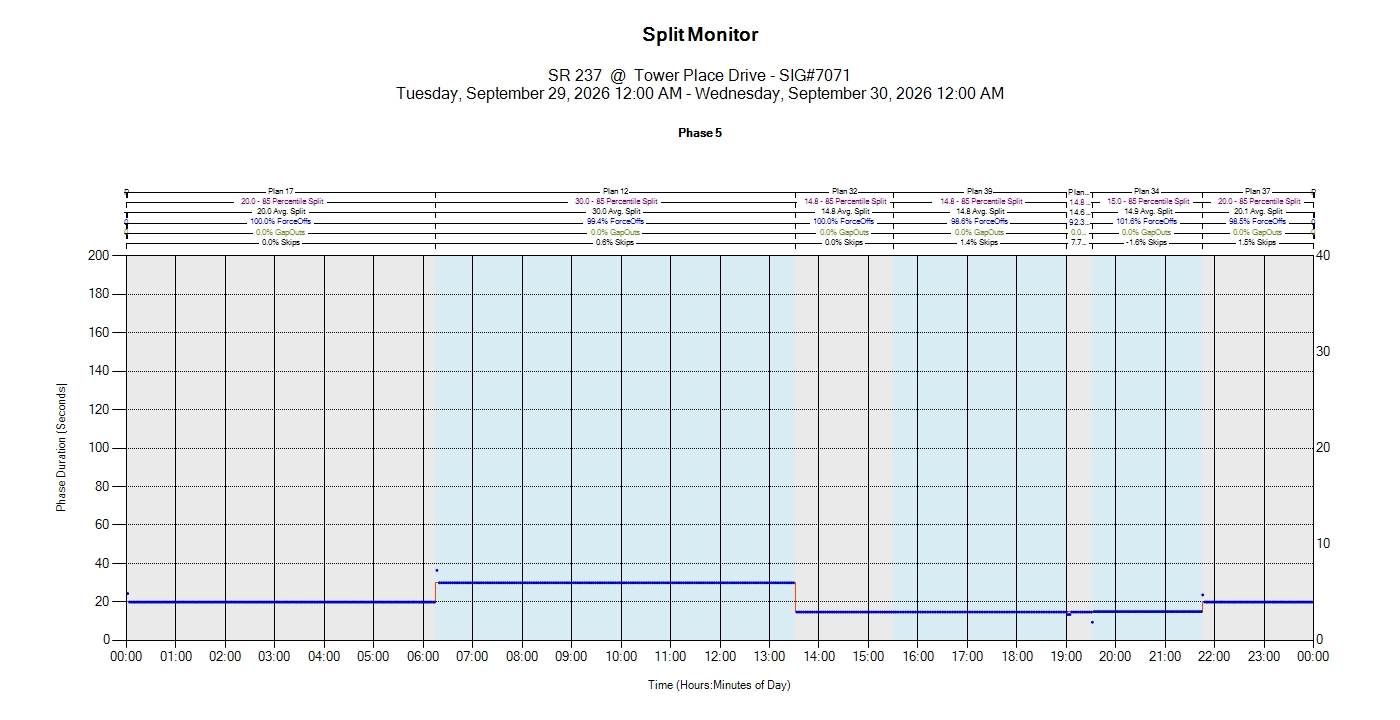 Split Monitor
SR 237 @ Tower Place Drive - SIG#7071
Tuesday, September 29, 2026 12:00 AM - Wednesday, September 30, 2026 12:00 AM
Phase 5
Plan 17 Plan 12 Plan 32 Plan 39 Plan... Plan 34 Plan 37
20.0 - 85 Percentile Split 30.0 - 85 Percentile Split 14.8 - 85 Percentile Split 14.8 - 85 Percentile Split 14.8... 15.0 - 85 Percentile Split 20.0 - 85 Percentile Split
20.0 Avg. Split 30.0 Avg. Split 14.8 Avg. Split 14.8 Avg. Split 14.6... 14.9 Avg. Split 20.1 Avg. Split
100.0% ForceOffs 99.4% ForceOffs 100.0% ForceOffs 98.6% ForceOffs 92.3... 101.6% ForceOffs 98.5% ForceOffs
0.0% GapOuts 0.0% GapOuts 0.0% GapOuts 0.0% GapOuts 0.0... 0.0% GapOuts 0.0% GapOuts
0.0% Skips 0.6% Skips 0.0% Skips 1.4% Skips 7.7... -1.6% Skips 1.5% Skips
200 40
180
160
30
140
120
100 20
80
60
10
40
20
0 0
Phase Duration (Seconds)
00:00 01:00 02:00 03:00 04:00 05:00 06:00 07:00 08:00 09:00 10:00 11:00 12:00 13:00 14:00 15:00 16:00 17:00 18:00 19:00 20:00 21:00 22:00 23:00 00:00
Time (Hours:Minutes of Day)